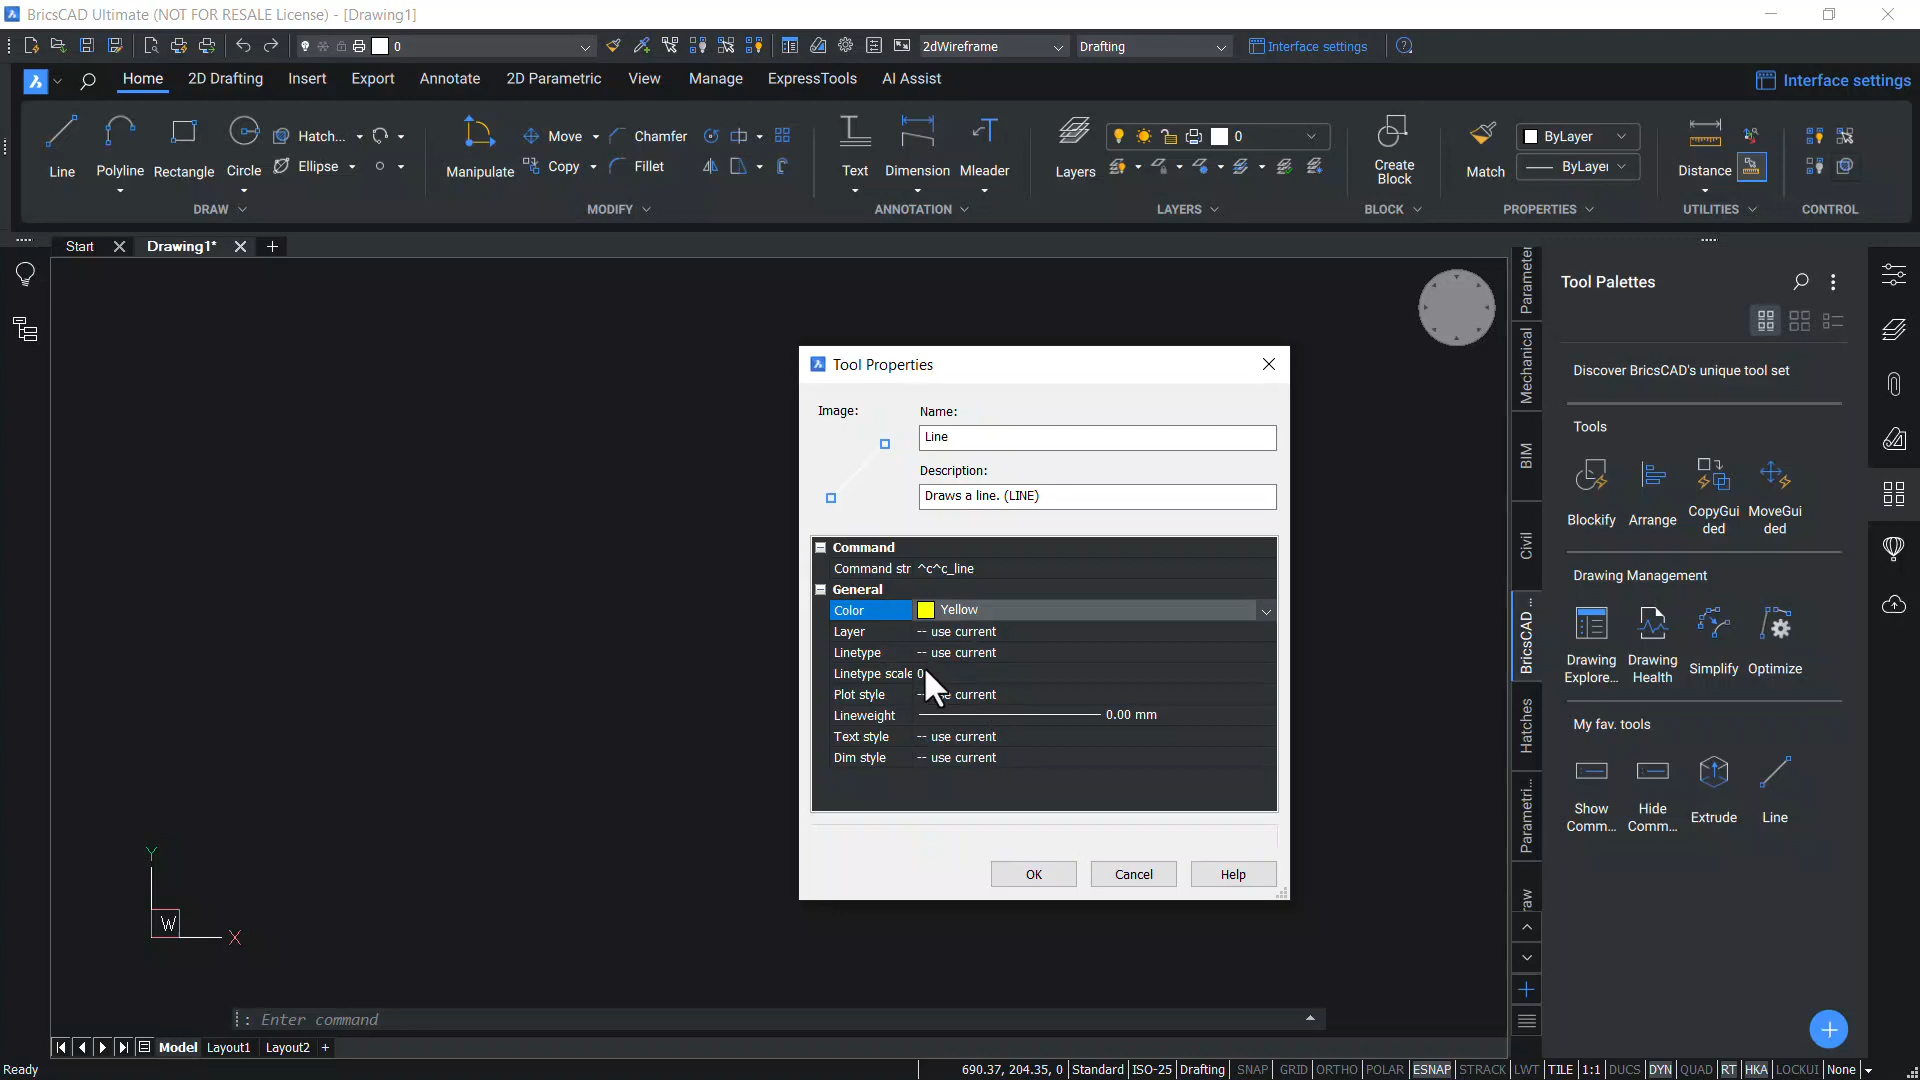 BricsCAD Ultimate (NOT FOR RESALE License) - [Drawing1]
0
2dWireframe
Drafting
Interface settings
Home
2D Drafting
Insert
Export
Annotate
2D Parametric
View
Manage
ExpressTools
AI Assist
Interface settings
Line
Polyline
Rectangle
Circle
Hatch...
Ellipse
Manipulate
Move
Copy
Chamfer
Fillet
Text
Dimension
Mleader
Layers
0
Create
Block
Match
ByLayer
ByLayer
Distance
DRAW
MODIFY
ANNOTATION
LAYERS
BLOCK
PROPERTIES
UTILITIES
CONTROL
Start
Drawing1*
Tool Properties
Image:
Name:
Line
Description:
Draws a line. (LINE)
Command
Command str ^c^c_line
General
Color Yellow
Layer -- use current
Linetype -- use current
Linetype scale 0
Plot style current
Lineweight 0.00 mm
Text style -- use current
Dim style -- use current
OK
Cancel
Help
Parameter
Mechanical
BIM
Civil
BricsCAD...
Hatches
Parametri...
Tool Palettes
Discover BricsCAD's unique tool set
Tools
Blockify
Arrange
CopyGui
ded
MoveGui
ded
Drawing Management
Drawing
Explore...
Drawing
Health
Simplify
Optimize
My fav. tools
Show
Comm...
Hide
Comm...
Extrude
Line
Y
W
X
: Enter command
Model
Layout1
Layout2
+
Ready
690.37, 204.35, 0
Standard
ISO-25
Drafting
SNAP
GRID
ORTHO
POLAR
ESNAP
STRACK
LWT
TILE
1:1
DUCS
DYN
QUAD
RT
HKA
LOCKUI
None